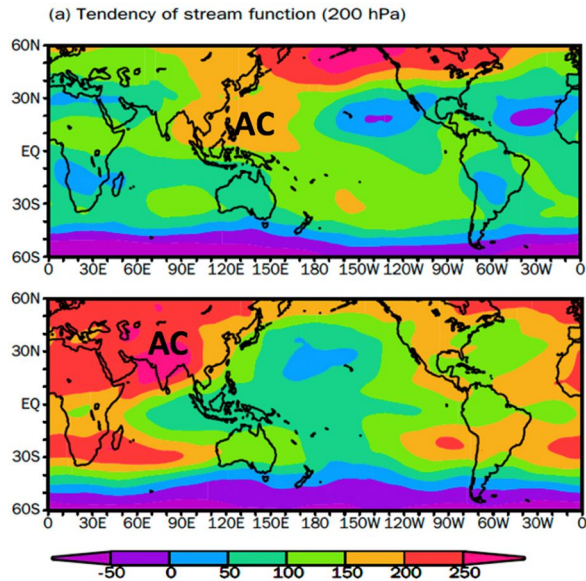 (a) Tendency of stream function (200 hPa)
60N
30N
AC
EQ
30S
60S
0 30E 60E 90E 120E 150E 180 150W 120W 90W 60W 30W 0
60N
AC
30N
EQ
30S
60S
0 30E 60E 90E 120E 150E 180 150W 120W 90W 60W 30W 0
-50 0 50 100 150 200 250